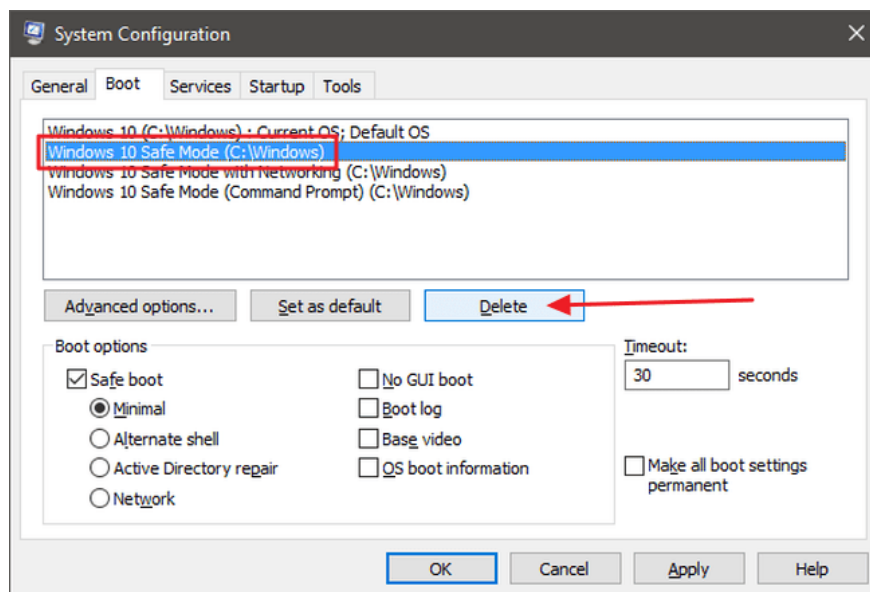 System Configuration
General Boot Services Startup Tools
Windows 10 (C:\Windows) : Current OS; Default OS
Windows 10 Safe Mode (C:\Windows)
Windows 10 Safe Mode with Networking (C:\Windows)
Windows 10 Safe Mode (Command Prompt) (C:\Windows)
Advanced options... Set as default Delete
Boot options Timeout:
Safe boot No GUI boot 30 seconds
Minimal Boot log
Alternate shell Base video
Active Directory repair OS boot information Make all boot settings
permanent
Network
OK Cancel Apply Help